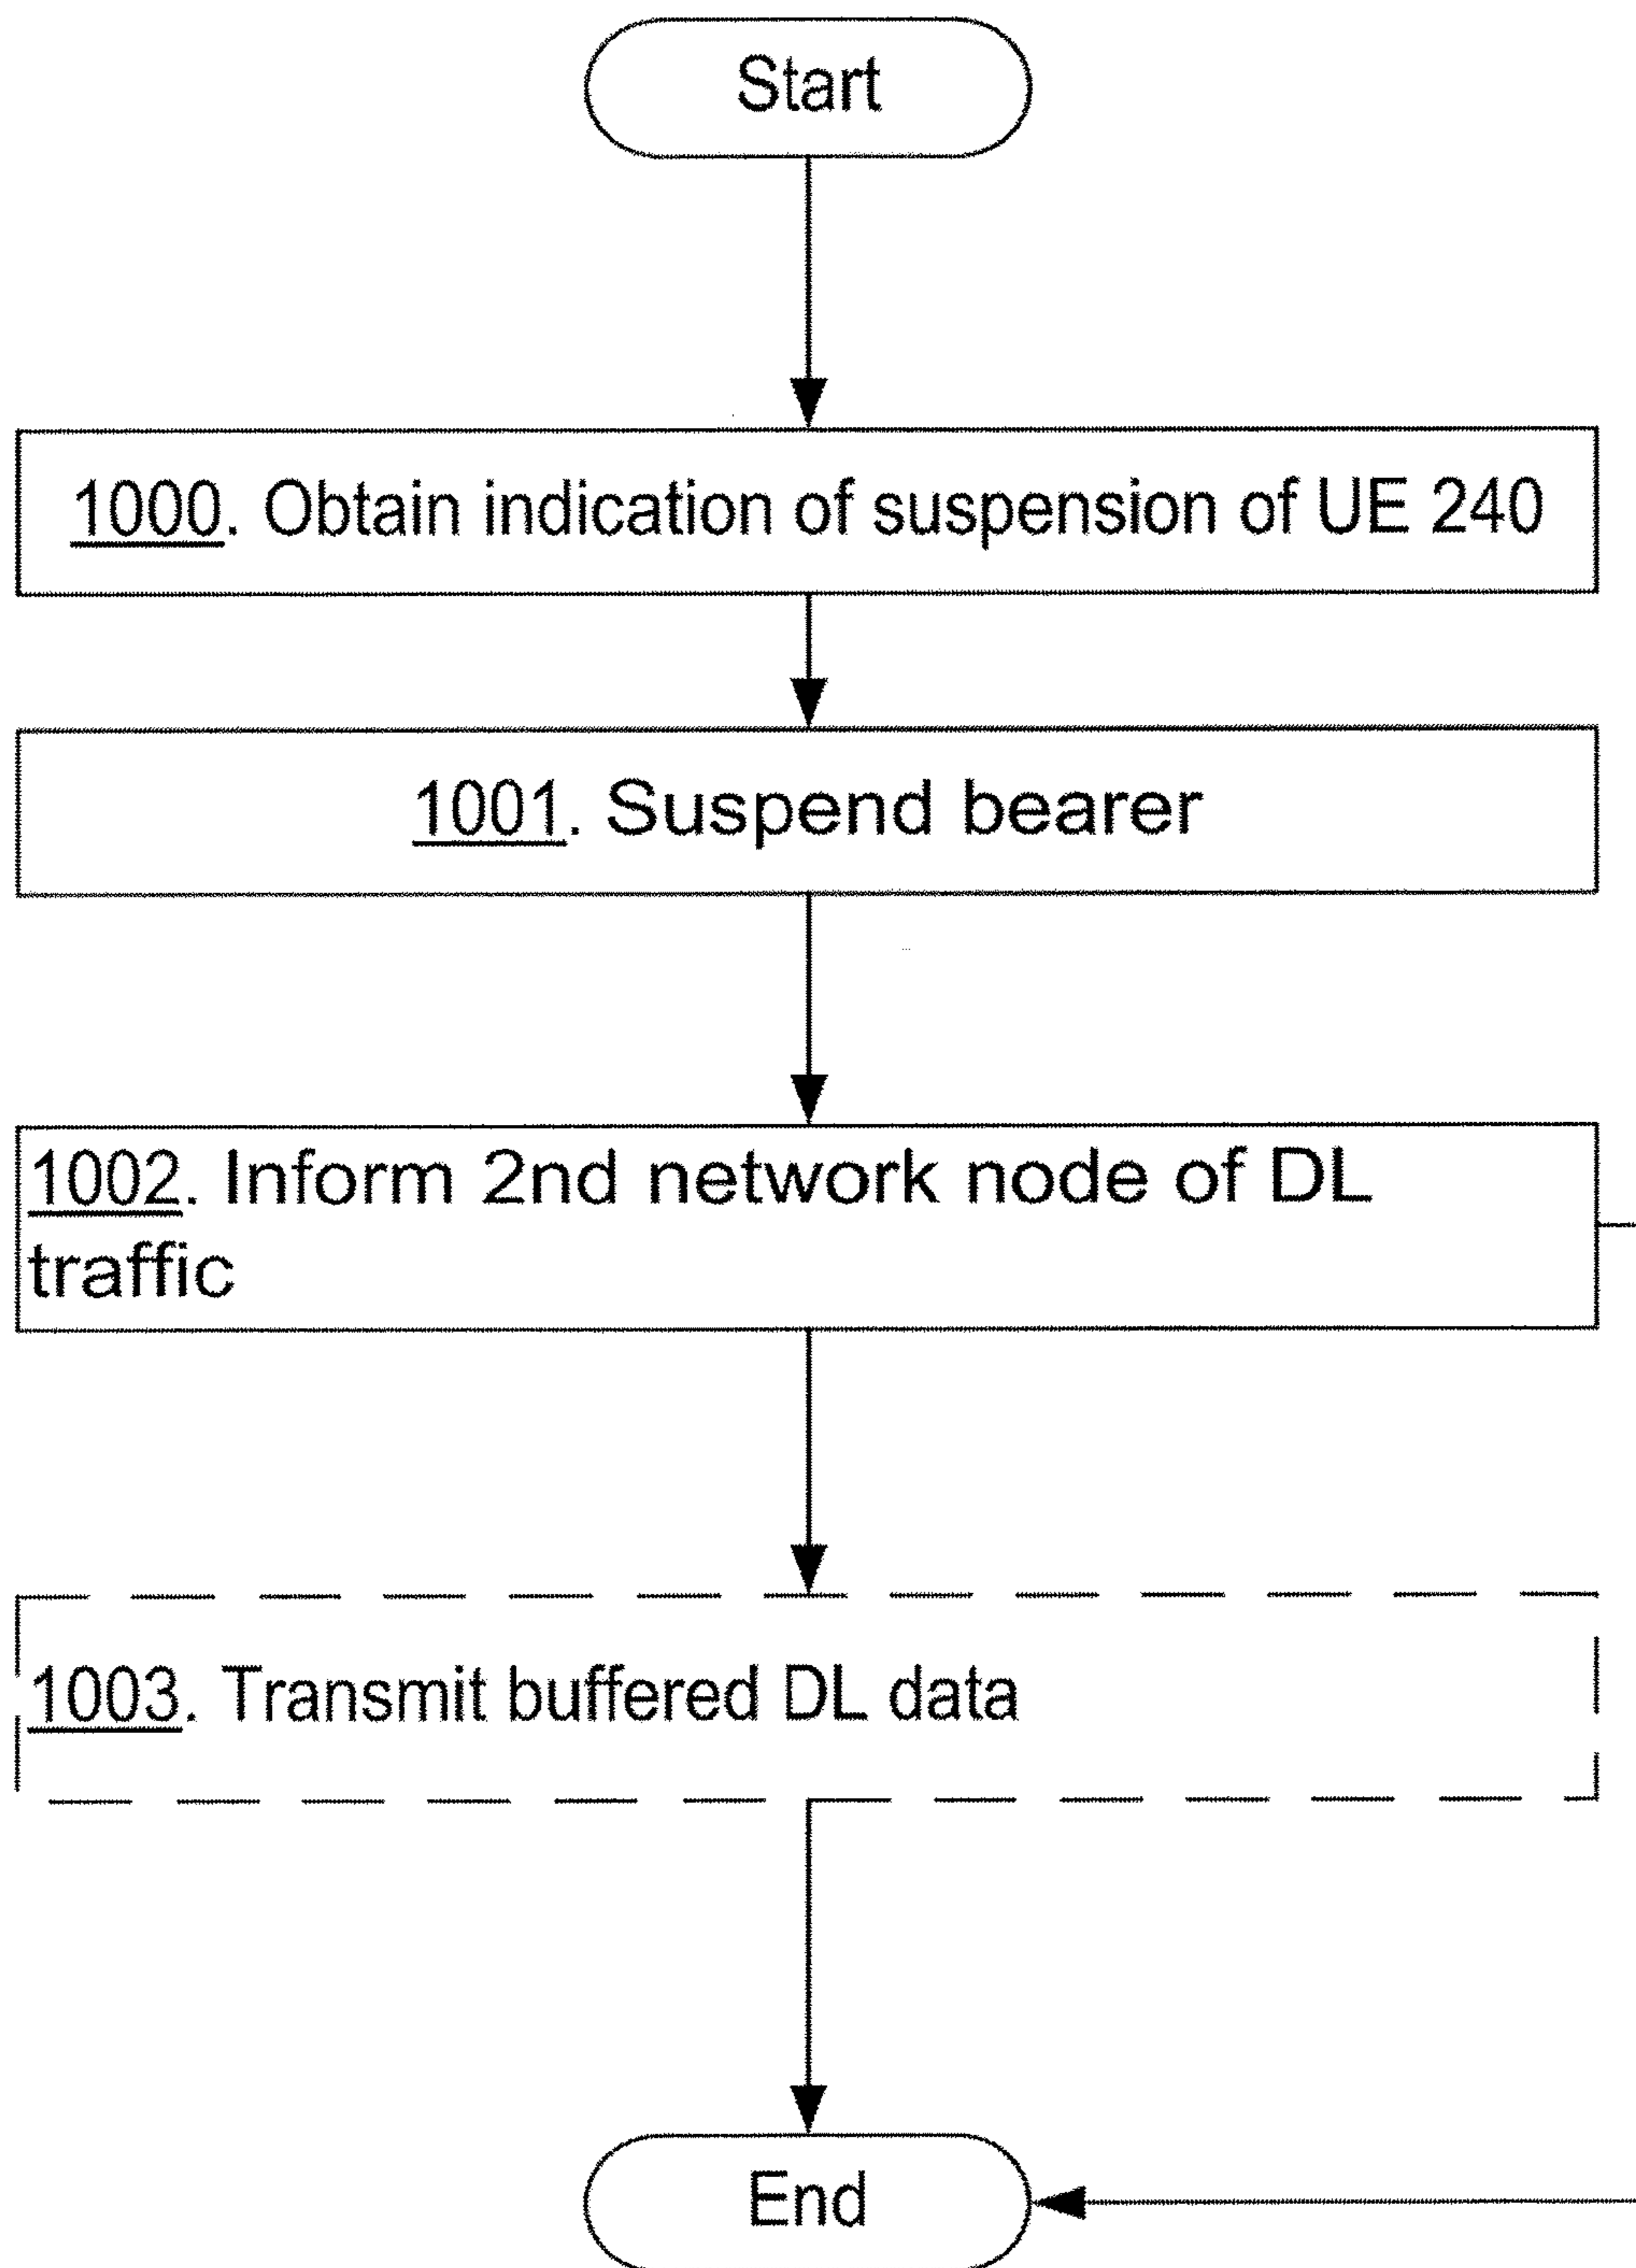 Start
1000. Obtain indication of suspension of UE 240
1001. Suspend bearer
1002. Inform 2nd network node of DL
traffic
1003. Transmit buffered DL data
End